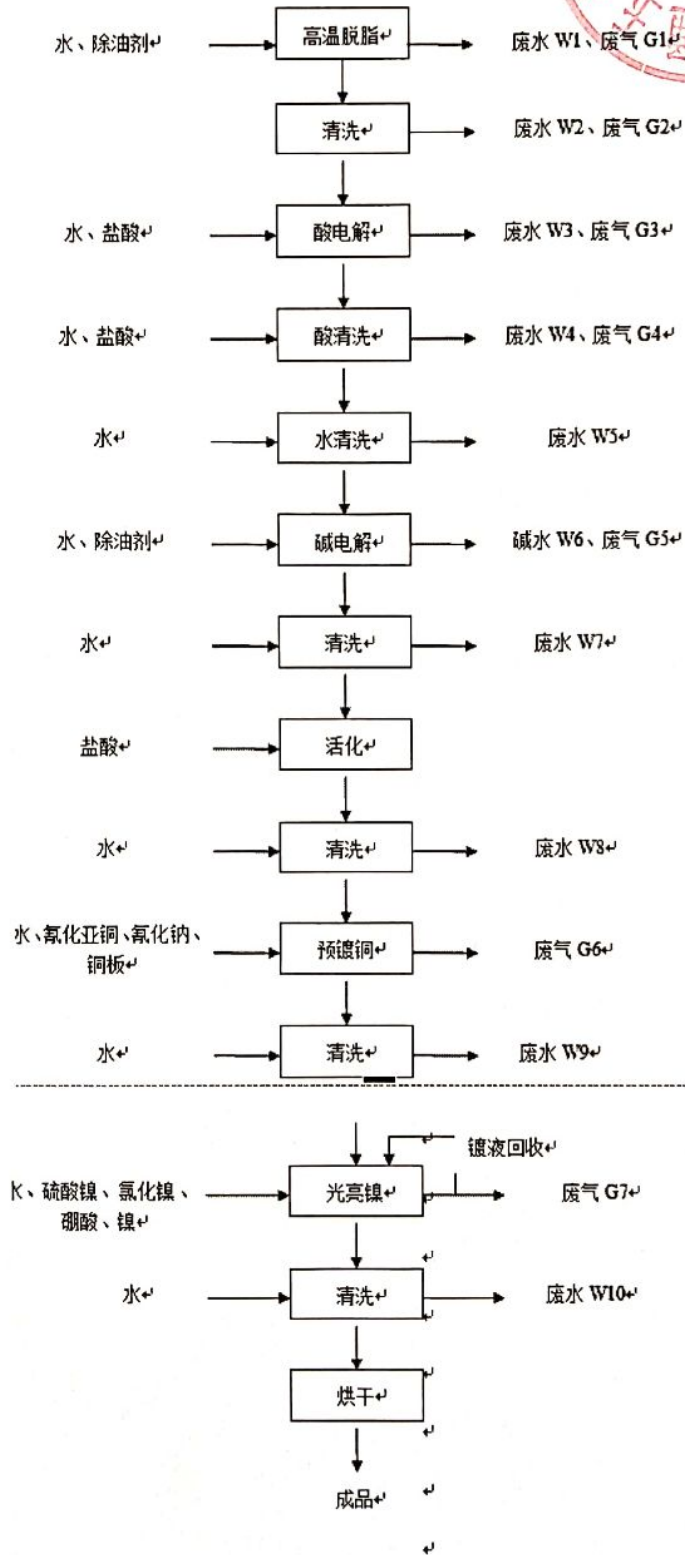 水、除油剂↵ 高温脱脂↵ 废水 W1、废气 G1↵
清洗↵ 废水 W2、废气 G2↵
水、盐酸↵ 酸电解↵ 废水 W3、废气 G3↵
水、盐酸↵ 酸清洗↵ 废水 W4、废气 G4↵
水↵ 水清洗↵ 废水 W5↵
水、除油剂↵ 碱电解↵ 碱水 W6、废气 G5↵
水↵ 清洗↵ 废水 W7↵
盐酸↵ 活化↵
水↵ 清洗↵ 废水 W8↵
水、氰化亚铜、氰化钠、
铜板↵ 预镀铜↵ 废气 G6↵
水↵ 清洗↵ 废水 W9↵
镀液回收↵
水、硫酸镍、氯化镍、
硼酸、镍↵ 光亮镍↵ 废气 G7↵
水↵ 清洗↵ 废水 W10↵
烘干↵
成品↵